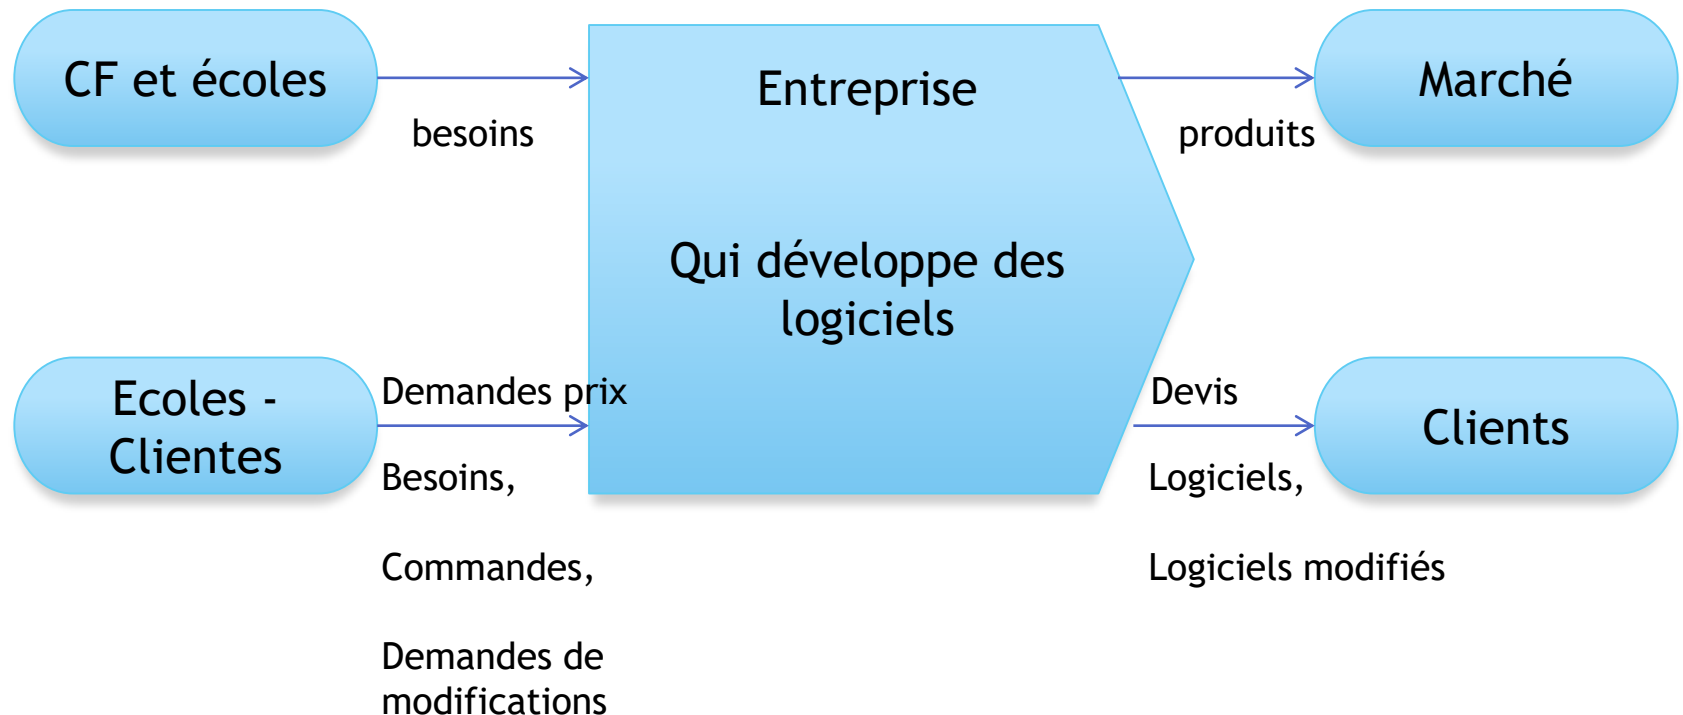 CF et écoles
besoins
Entreprise
Qui développe des
logiciels
produits
Marché
Ecoles -
Clientes
Demandes prix
Besoins,
Commandes,
Demandes de
modifications
Devis
Logiciels,
Logiciels modifiés
Clients